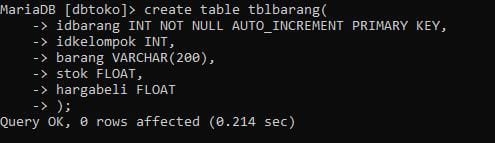 MariaDB [dbtoko]> create table tblbarang(
-> idbarang INT NOT NULL AUTO_INCREMENT PRIMARY KEY,
-> idkelompok INT,
-> barang VARCHAR(200),
-> stok FLOAT,
-> hargabeli FLOAT
-> );
Query OK, 0 rows affected (0.214 sec)